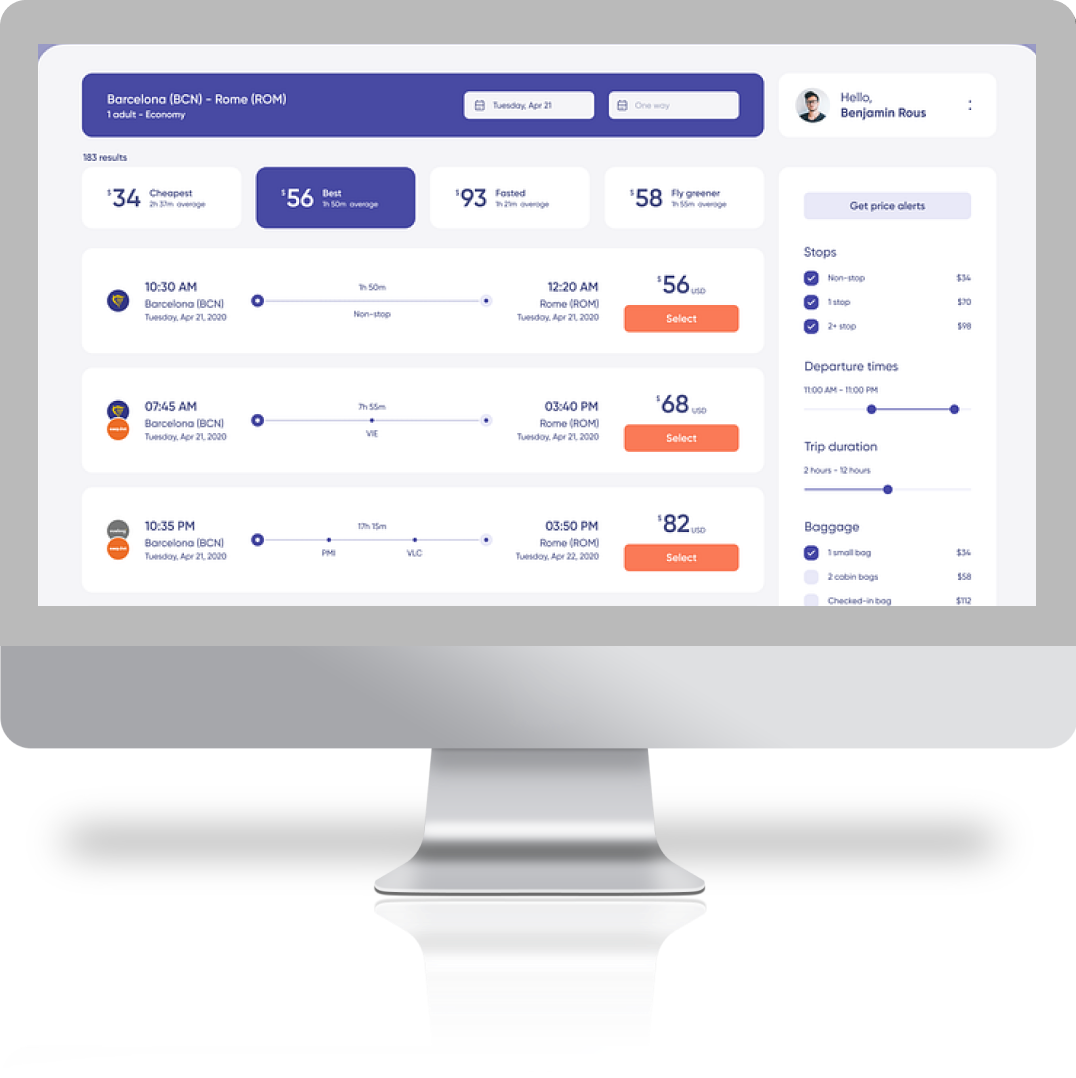 Barcelona (BCN) - Rome (ROM)
1 adult - Economy
Tuesday, Apr 21
One way
Hello,
Benjamin Rous
183 results
$34 Cheapest
2h 37m average
$56 Best
1h 50m average
$93 Fasted
1h 21m average
$58 Fly greener
1h 55m average
10:30 AM
Barcelona (BCN)
Tuesday, Apr 21, 2020
1h 50m
Non-stop
12:20 AM
Rome (ROM)
Tuesday, Apr 21, 2020
$56 USD
Select
07:45 AM
Barcelona (BCN)
Tuesday, Apr 21, 2020
7h 55m
VIE
03:40 PM
Rome (ROM)
Tuesday, Apr 21, 2020
$68 USD
Select
10:35 PM
Barcelona (BCN)
Tuesday, Apr 21, 2020
17h 15m
PMI
VLC
03:50 PM
Rome (ROM)
Tuesday, Apr 22, 2020
$82 USD
Select
Get price alerts
Stops
Non-stop $34
1 stop $70
2+ stop $98
Departure times
11:00 AM - 11:00 PM
Trip duration
2 hours - 12 hours
Baggage
1 small bag $34
2 cabin bags $58
Checked-in bag $112